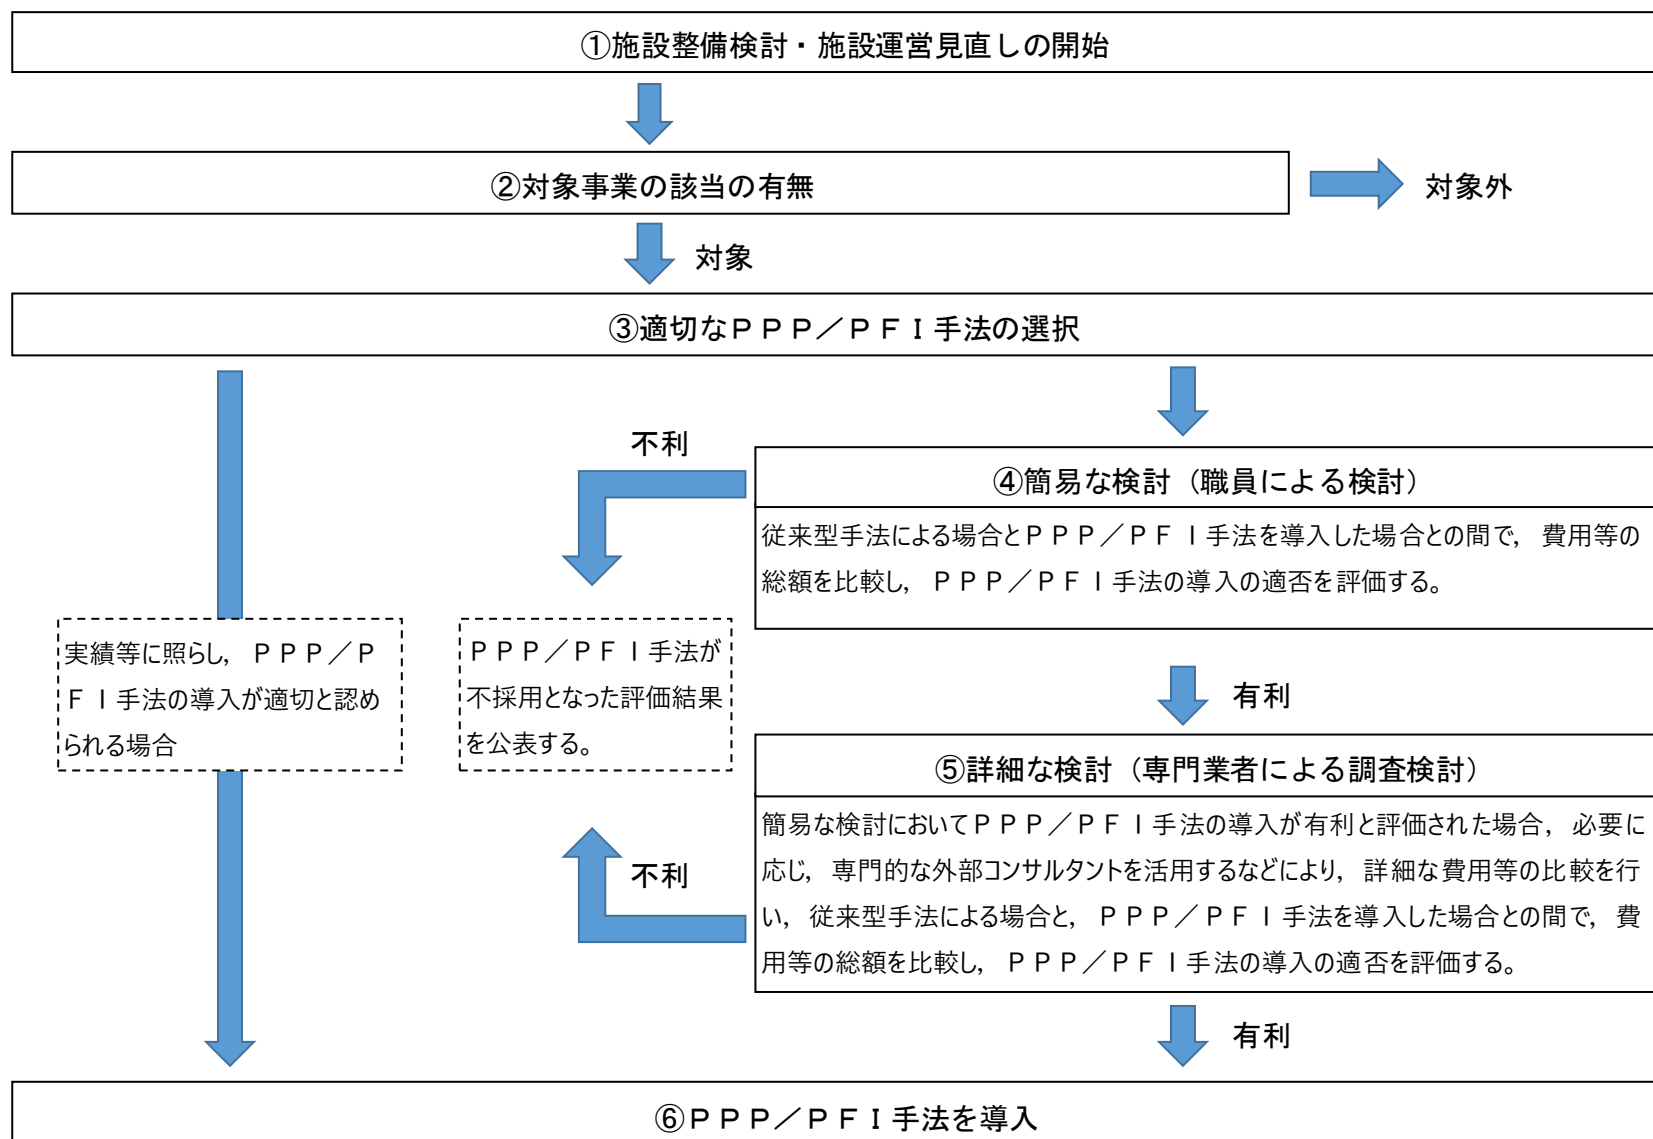 ①施設整備検討・施設運営見直しの開始
②対象事業の該当の有無
対象外
対象
③適切なＰＰＰ／ＰＦＩ手法の選択
不利
④簡易な検討（職員による検討）
従来型手法による場合とＰＰＰ／ＰＦＩ手法を導入した場合との間で，費用等の
総額を比較し，ＰＰＰ／ＰＦＩ手法の導入の適否を評価する。
実績等に照らし，ＰＰＰ／Ｐ
ＦＩ手法の導入が適切と認め
られる場合
ＰＰＰ／ＰＦＩ手法が
不採用となった評価結果
を公表する。
有利
⑤詳細な検討（専門業者による調査検討）
簡易な検討においてＰＰＰ／ＰＦＩ手法の導入が有利と評価された場合，必要に
応じ，専門的な外部コンサルタントを活用するなどにより，詳細な費用等の比較を行
い，従来型手法による場合と，ＰＰＰ／ＰＦＩ手法を導入した場合との間で，費
用等の総額を比較し，ＰＰＰ／ＰＦＩ手法の導入の適否を評価する。
不利
有利
⑥ＰＰＰ／ＰＦＩ手法を導入